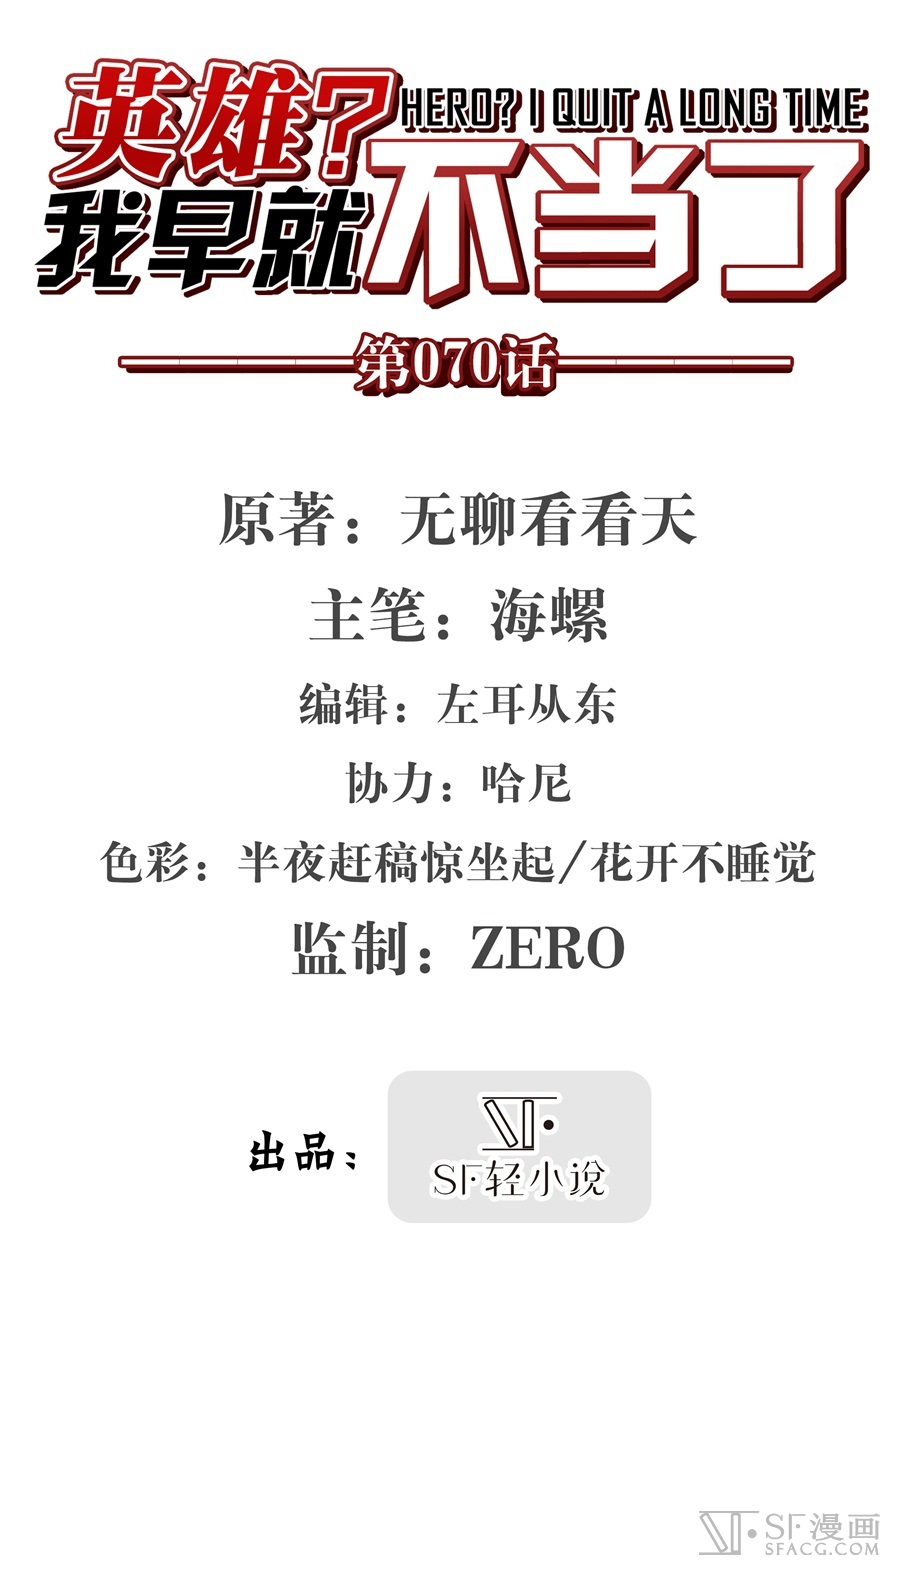 英雄?
HERO? I QUIT A LONG TIME
我早就不当了
第070话
原著：无聊看看天
主笔：海螺
编辑：左耳从东
协力：哈尼
色彩：半夜赶稿惊坐起/花开不睡觉
监制：ZERO
出品：
SF轻小说
SF漫画
SFACG.COM